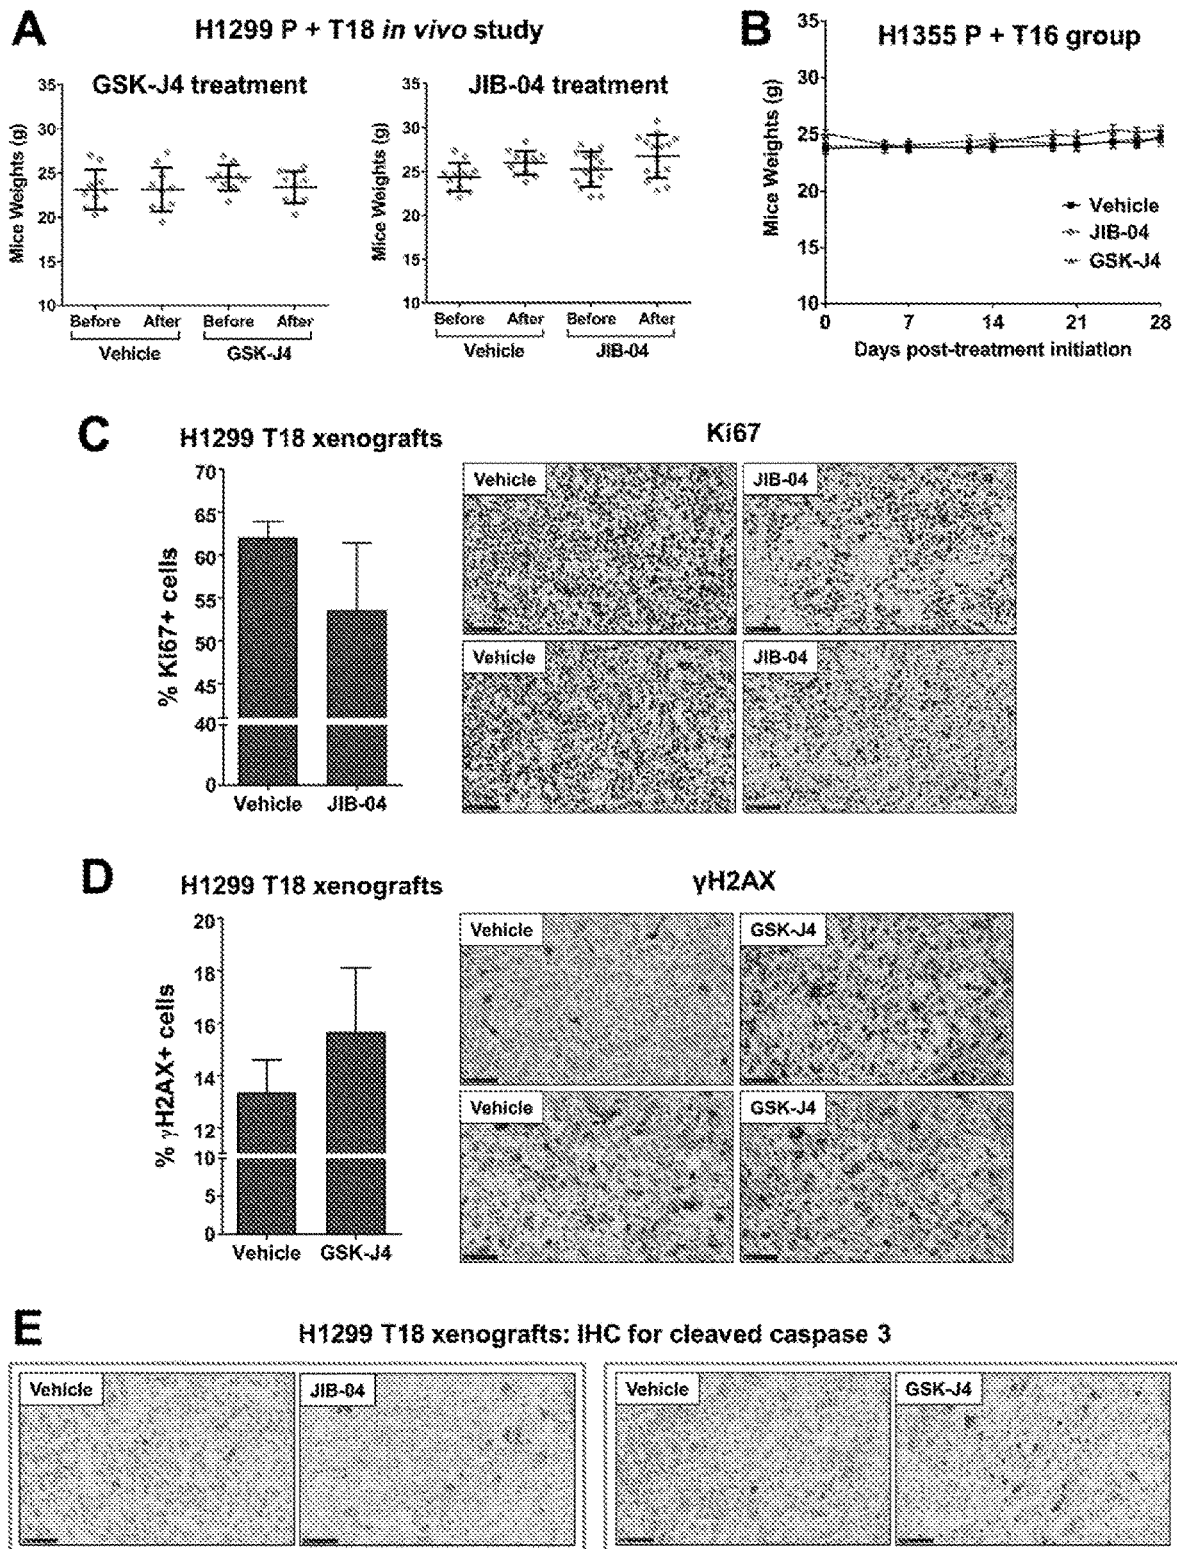 A
H1299 P + T18 in vivo study
GSK-J4 treatment
Mice Weights (g)
35
30
25
20
15
10
Before After Before After
Vehicle GSK-J4
JIB-04 treatment
Mice Weights (g)
35
30
25
20
15
10
Before After Before After
Vehicle JIB-04
B
H1355 P + T16 group
Mice Weights (g)
35
30
25
20
15
10
Vehicle
JIB-04
GSK-J4
0 7 14 21 28
Days post-treatment initiation
C
H1299 T18 xenografts
% Ki67+ cells
70
65
60
55
50
45
40
0
Vehicle JIB-04
Ki67
Vehicle JIB-04
Vehicle JIB-04
D
H1299 T18 xenografts
% γH2AX+ cells
20
18
16
14
12
10
5
0
Vehicle GSK-J4
γH2AX
Vehicle GSK-J4
Vehicle GSK-J4
E
H1299 T18 xenografts: IHC for cleaved caspase 3
Vehicle JIB-04 Vehicle GSK-J4